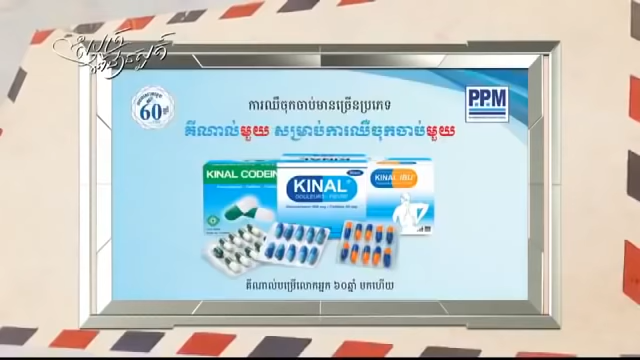 60
PPM
ការឈឺចុកចាប់មានច្រើនប្រភេទ
គីណាល់មួយ សម្រាប់ការឈឺចុកចាប់មួយ
KINAL CODEIN
KINAL
DOULEURS - FIEVRE
KINAL IBU
គីណាល់បម្រើលោកអ្នក ៦០ឆ្នាំ មកហើយ